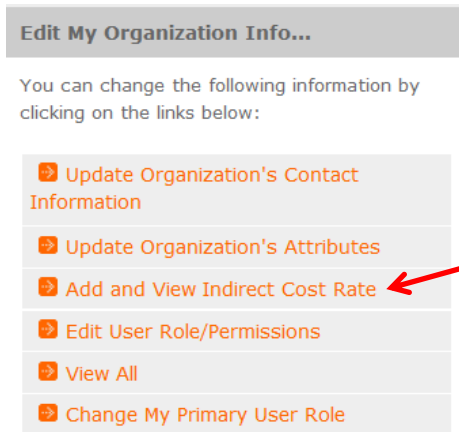 Edit My Organization Info...
You can change the following information by
clicking on the links below:
Update Organization's Contact
Information
Update Organization's Attributes
Add and View Indirect Cost Rate
Edit User Role/Permissions
View All
Change My Primary User Role